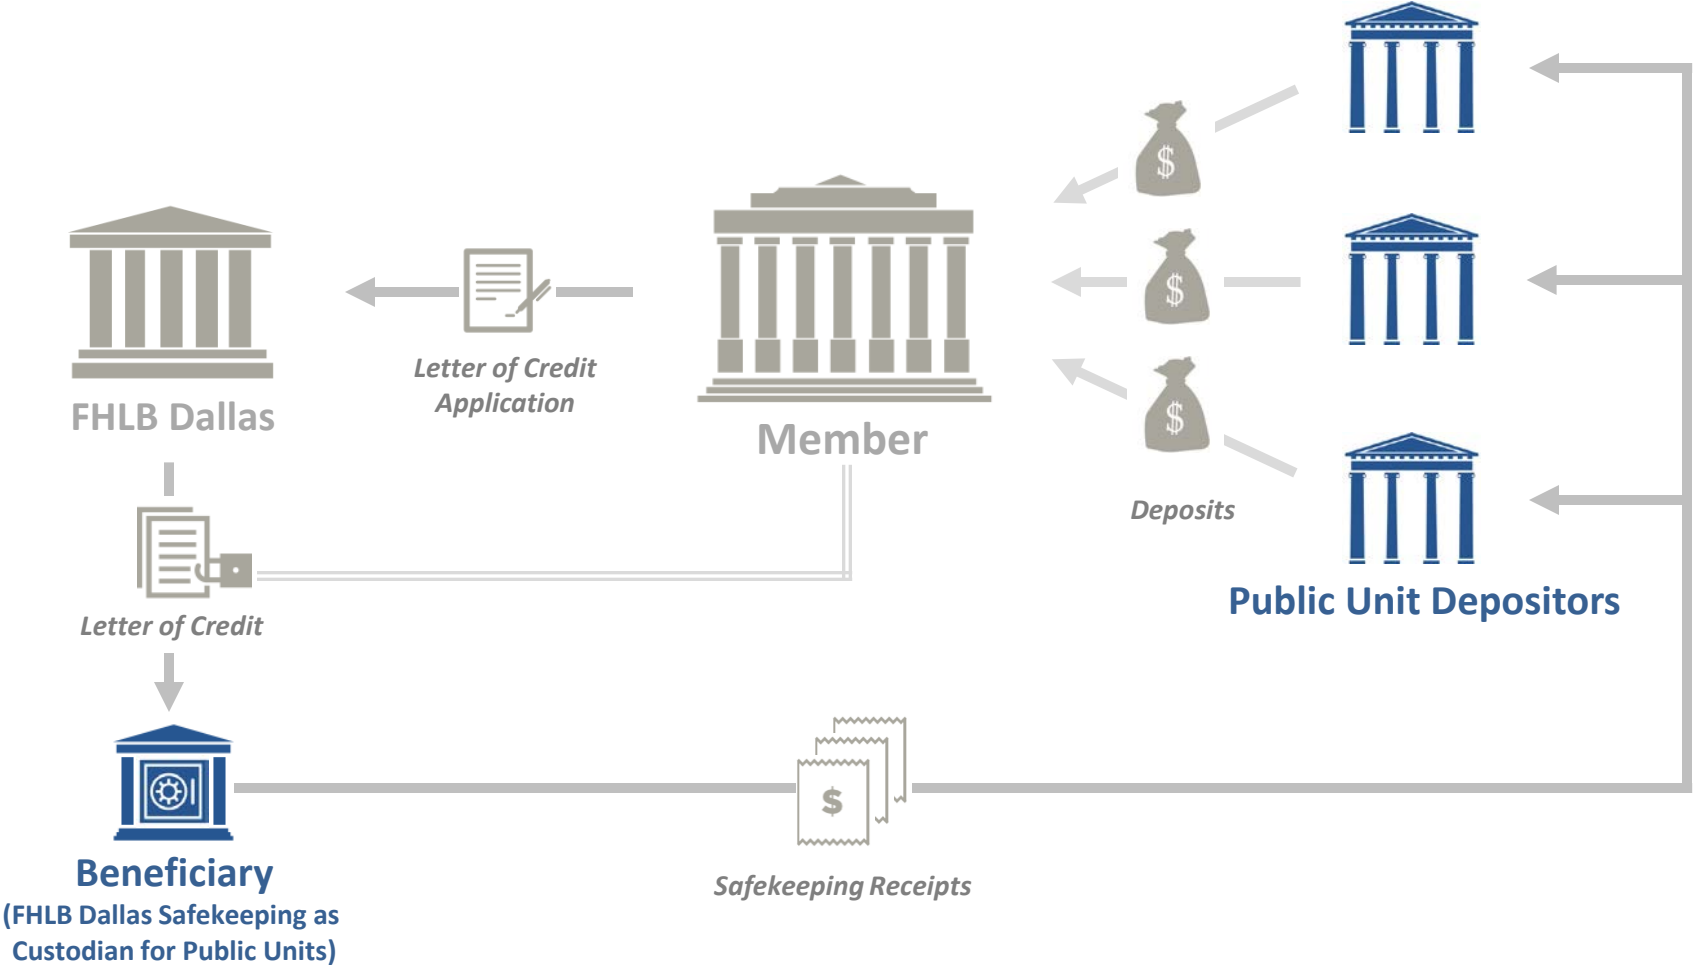 $
$
$
Letter of Credit
Application
FHLB Dallas
Member
Deposits
Public Unit Depositors
Letter of Credit
$
Beneficiary
(FHLB Dallas Safekeeping as
Custodian for Public Units)
Safekeeping Receipts